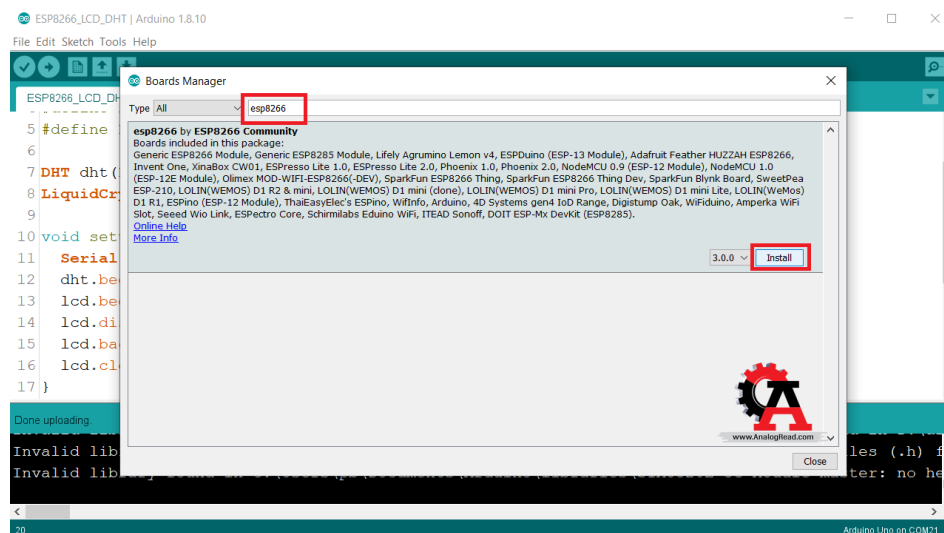 ESP8266_LCD_DHT | Arduino 1.8.10
File Edit Sketch Tools Help
ESP8266_LCD_DH
Boards Manager
Type All esp8266
esp8266 by ESP8266 Community
Boards included in this package:
Generic ESP8266 Module, Generic ESP8285 Module, Lifely Agrumino Lemon v4, ESPDuino (ESP-13 Module), Adafruit Feather HUZZAH ESP8266,
Invent One, XinaBox CW01, ESPresso Lite 1.0, ESPresso Lite 2.0, Phoenix 1.0, Phoenix 2.0, NodeMCU 0.9 (ESP-12 Module), NodeMCU 1.0
(ESP-12E Module), Olimex MOD-WIFI-ESP8266(-DEV), SparkFun ESP8266 Thing, SparkFun ESP8266 Thing Dev, SparkFun Blynk Board, SweetPea
ESP-210, LOLIN(WEMOS) D1 R2 & mini, LOLIN(WEMOS) D1 mini (clone), LOLIN(WEMOS) D1 mini Pro, LOLIN(WEMOS) D1 mini Lite, LOLIN(WeMos)
D1 R1, ESPino (ESP-12 Module), ThaiEasyElec's ESPino, WifInfo, Arduino, 4D Systems gen4 IoD Range, Digistump Oak, WiFiduino, Amperka WiFi
Slot, Seeed Wio Link, ESPectro Core, Schirmilabs Eduino WiFi, ITEAD Sonoff, DOIT ESP-Mx DevKit (ESP8285).
Online Help
More Info
3.0.0 Install
5 #define
6
7 DHT dht(
8 LiquidCry
9
10 void set
11 Serial
12 dht.be
13 lcd.be
14 lcd.di
15 lcd.ba
16 lcd.cl
17 }
www.AnalogRead.com
Close
Done uploading.
Invalid lib les (.h) f
Invalid lib ter: no he
20 Arduino Uno on COM21